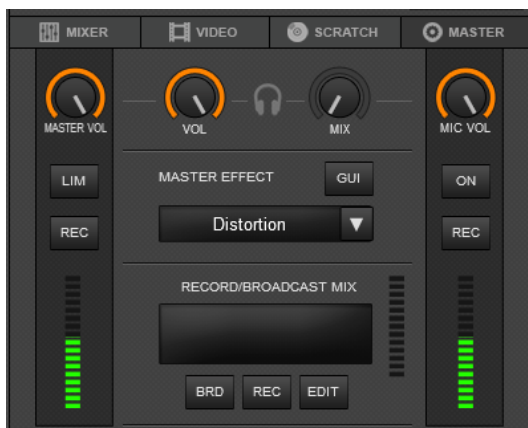 MIXER VIDEO SCRATCH MASTER
MASTER VOL VOL MIX MIC VOL
LIM MASTER EFFECT GUI ON
REC Distortion REC
RECORD/BROADCAST MIX
BRD REC EDIT